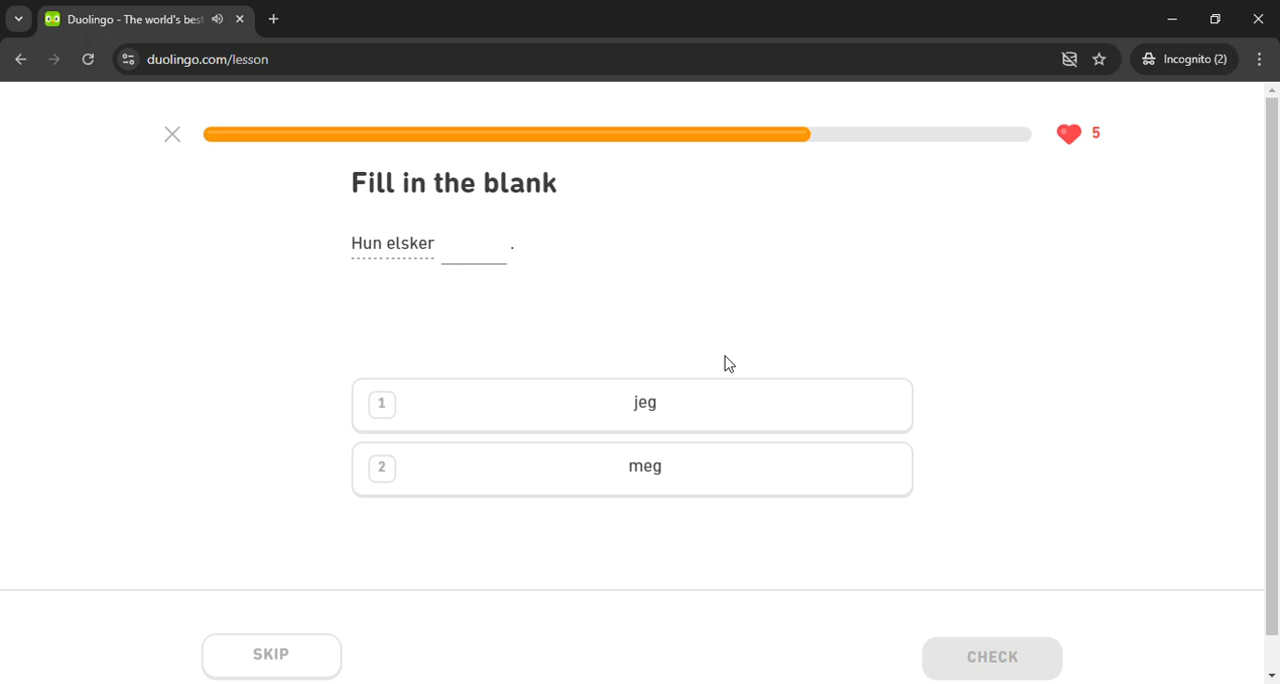 Duolingo - The world's best
duolingo.com/lesson
Incognito (2)
5
Fill in the blank
Hun elsker ______ .
1 jeg
2 meg
SKIP
CHECK